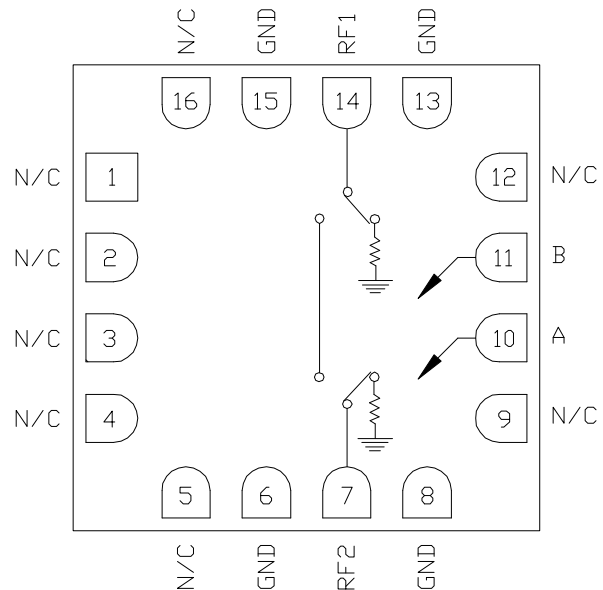 N/C GND RF1 GND
16 15 14 13
N/C 1 12 N/C
N/C 2 11 B
N/C 3 10 A
N/C 4 9 N/C
5 6 7 8
N/C GND RF2 GND